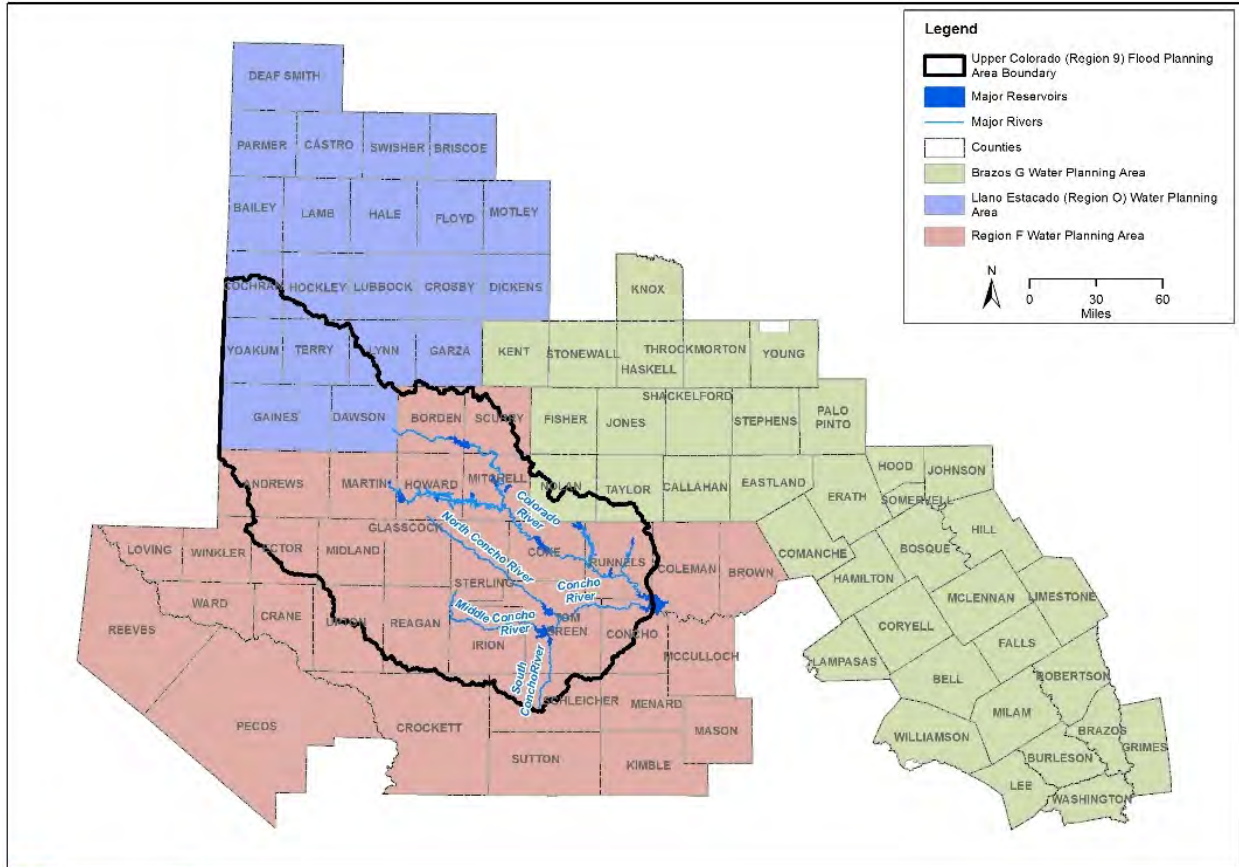 Legend
Upper Colorado (Region 9) Flood Planning
Area Boundary
Major Reservoirs
Major Rivers
Counties
Brazos G Water Planning Area
Llano Estacado (Region O) Water Planning
Area
Region F Water Planning Area
N
0 30 60
Miles
DEAF SMITH
PARMER CASTRO SWISHER BRISCOE
BAILEY LAMB HALE FLOYD MOTLEY
COCHRAN HOCKLEY LUBBOCK CROSBY DICKENS
KNOX
YOAKUM TERRY LYNN GARZA KENT STONEWALL THROCKMORTON YOUNG
HASKELL
SHACKELFORD
GAINES DAWSON BORDEN SCURRY FISHER JONES STEPHENS PALO
PINTO
HOOD JOHNSON
ANDREWS MARTIN HOWARD MITCHELL NOLAN TAYLOR CALLAHAN EASTLAND ERATH SOMERVELL
HILL
Colorado
River
GLASSCOCK
North Concho River
LOVING WINKLER ECTOR MIDLAND COKE RUNNELS COLEMAN BROWN COMANCHE BOSQUE
STERLING
Concho
River
HAMILTON
MCLENNAN LIMESTONE
WARD CRANE UPTON REAGAN
Middle Concho
River
TOM
GREEN
CONCHO
CORYELL
FALLS
REEVES IRION MCCULLOCH LAMPASAS
BELL ROBERTSON
South
Concho River
SCHLEICHER MENARD
MILAM
PECOS CROCKETT MASON WILLIAMSON BRAZOS
GRIMES
SUTTON KIMBLE BURLESON
LEE
WASHINGTON